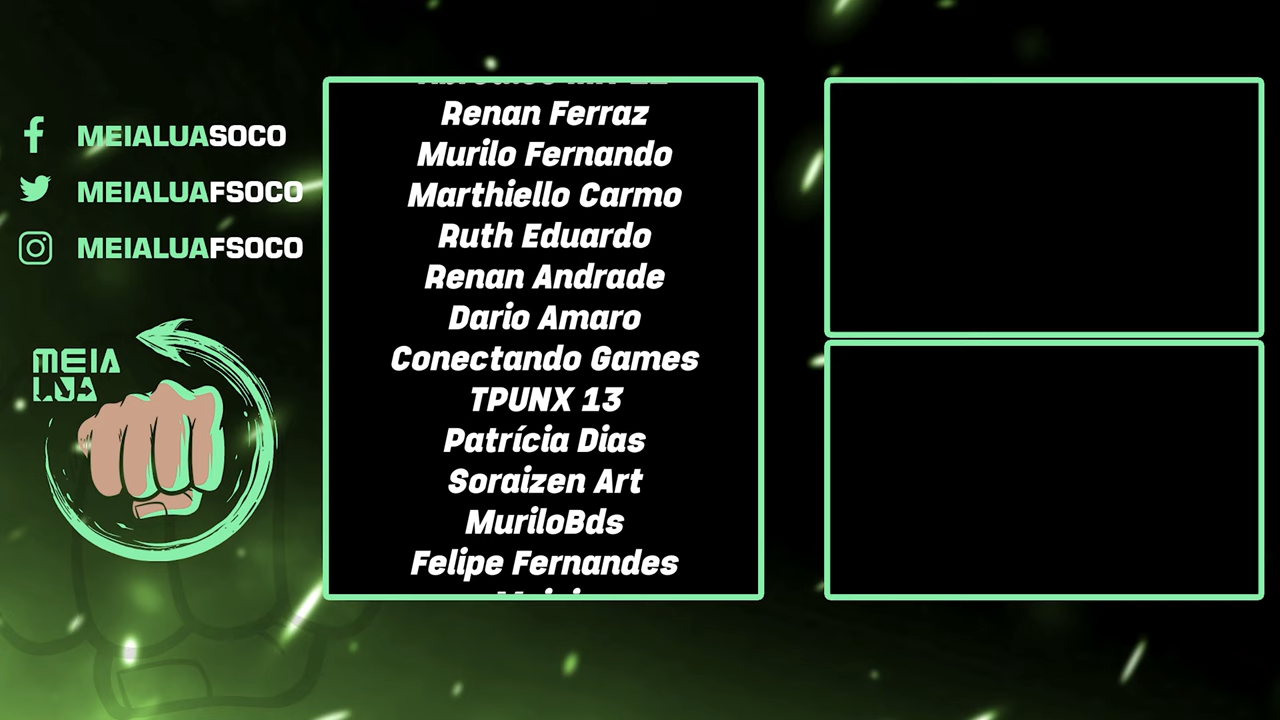 MEIALUASOCO
MEIALUAFSOCO
MEIALUAFSOCO
MEIA
LUA
Renan Ferraz
Murilo Fernando
Marthiello Carmo
Ruth Eduardo
Renan Andrade
Dario Amaro
Conectando Games
TPUNX 13
Patrícia Dias
Soraizen Art
MuriloBds
Felipe Fernandes